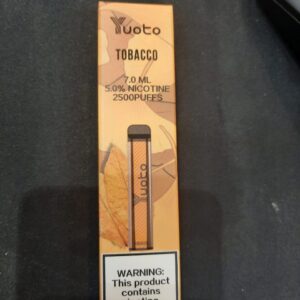 Yuoto
TOBACCO
7.0 ML
5.0% NICOTINE
2500PUFFS
Yuoto
WARNING:
This product
contains